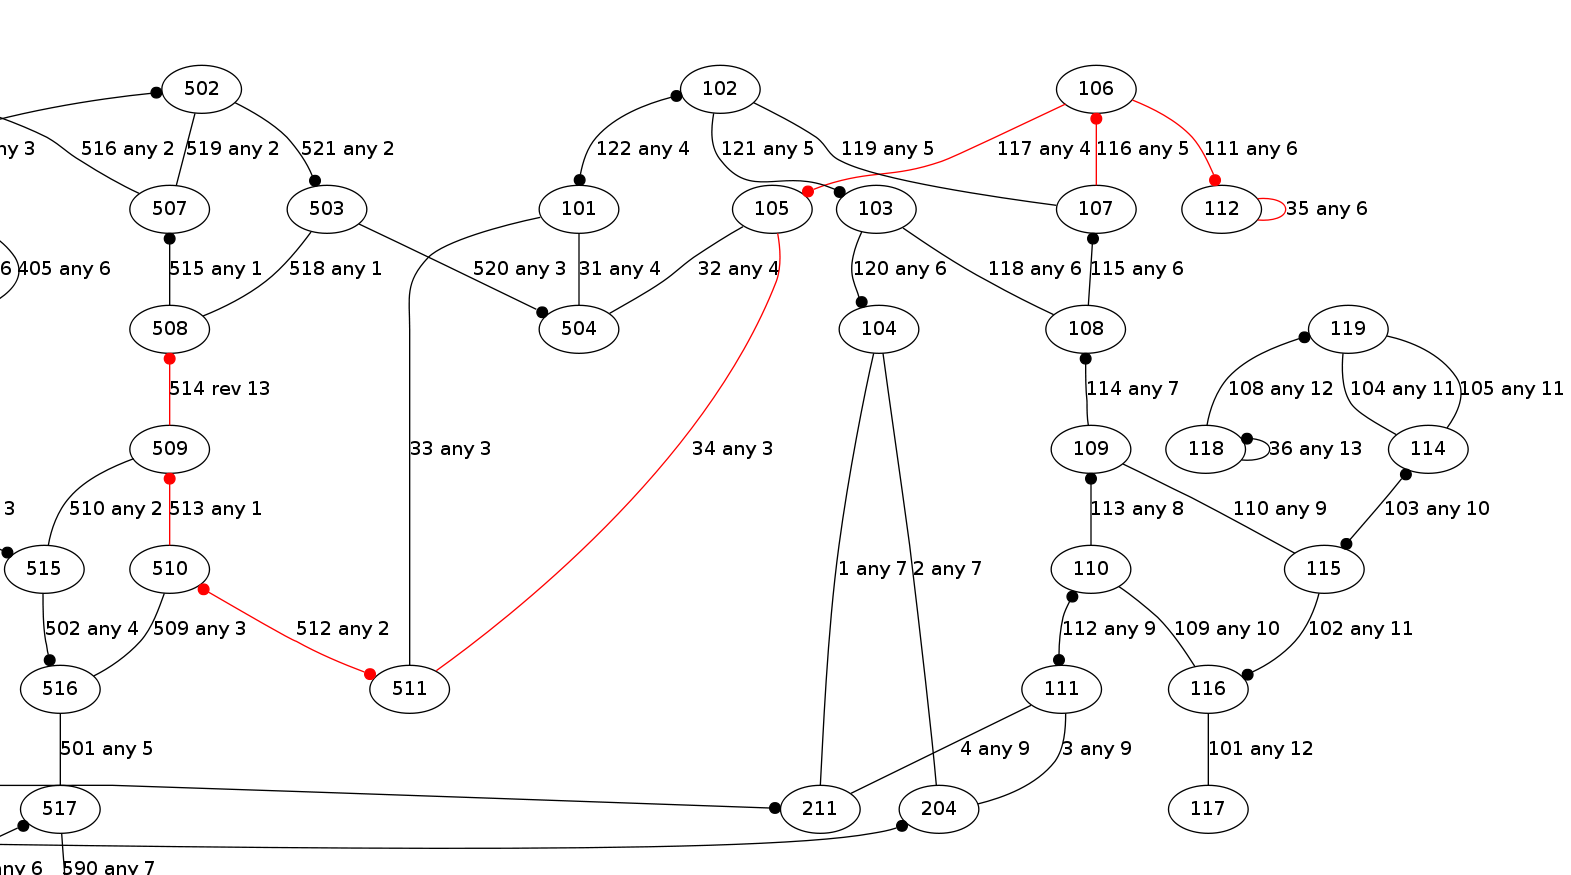 502
102
106
ny 3
516 any 2
519 any 2
521 any 2
122 any 4
121 any 5
119 any 5
117 any 4
116 any 5
111 any 6
507
503
101
105
103
107
112
35 any 6
6
405 any 6
515 any 1
518 any 1
520 any 3
31 any 4
32 any 4
120 any 6
118 any 6
115 any 6
508
504
104
108
119
514 rev 13
114 any 7
108 any 12
104 any 11
105 any 11
509
33 any 3
34 any 3
109
118
36 any 13
114
3
510 any 2
513 any 1
113 any 8
110 any 9
103 any 10
515
510
1 any 7
2 any 7
110
115
502 any 4
509 any 3
512 any 2
112 any 9
109 any 10
102 any 11
516
511
111
116
501 any 5
4 any 9
3 any 9
101 any 12
517
211
204
117
ny 6
590 any 7